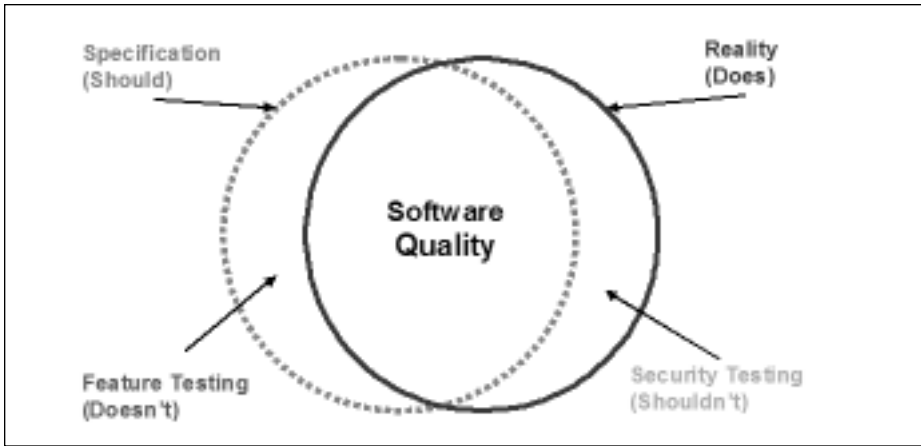 Specification
(Should)
Reality
(Does)
Software
Quality
Feature Testing
(Doesn't)
Security Testing
(Shouldn't)